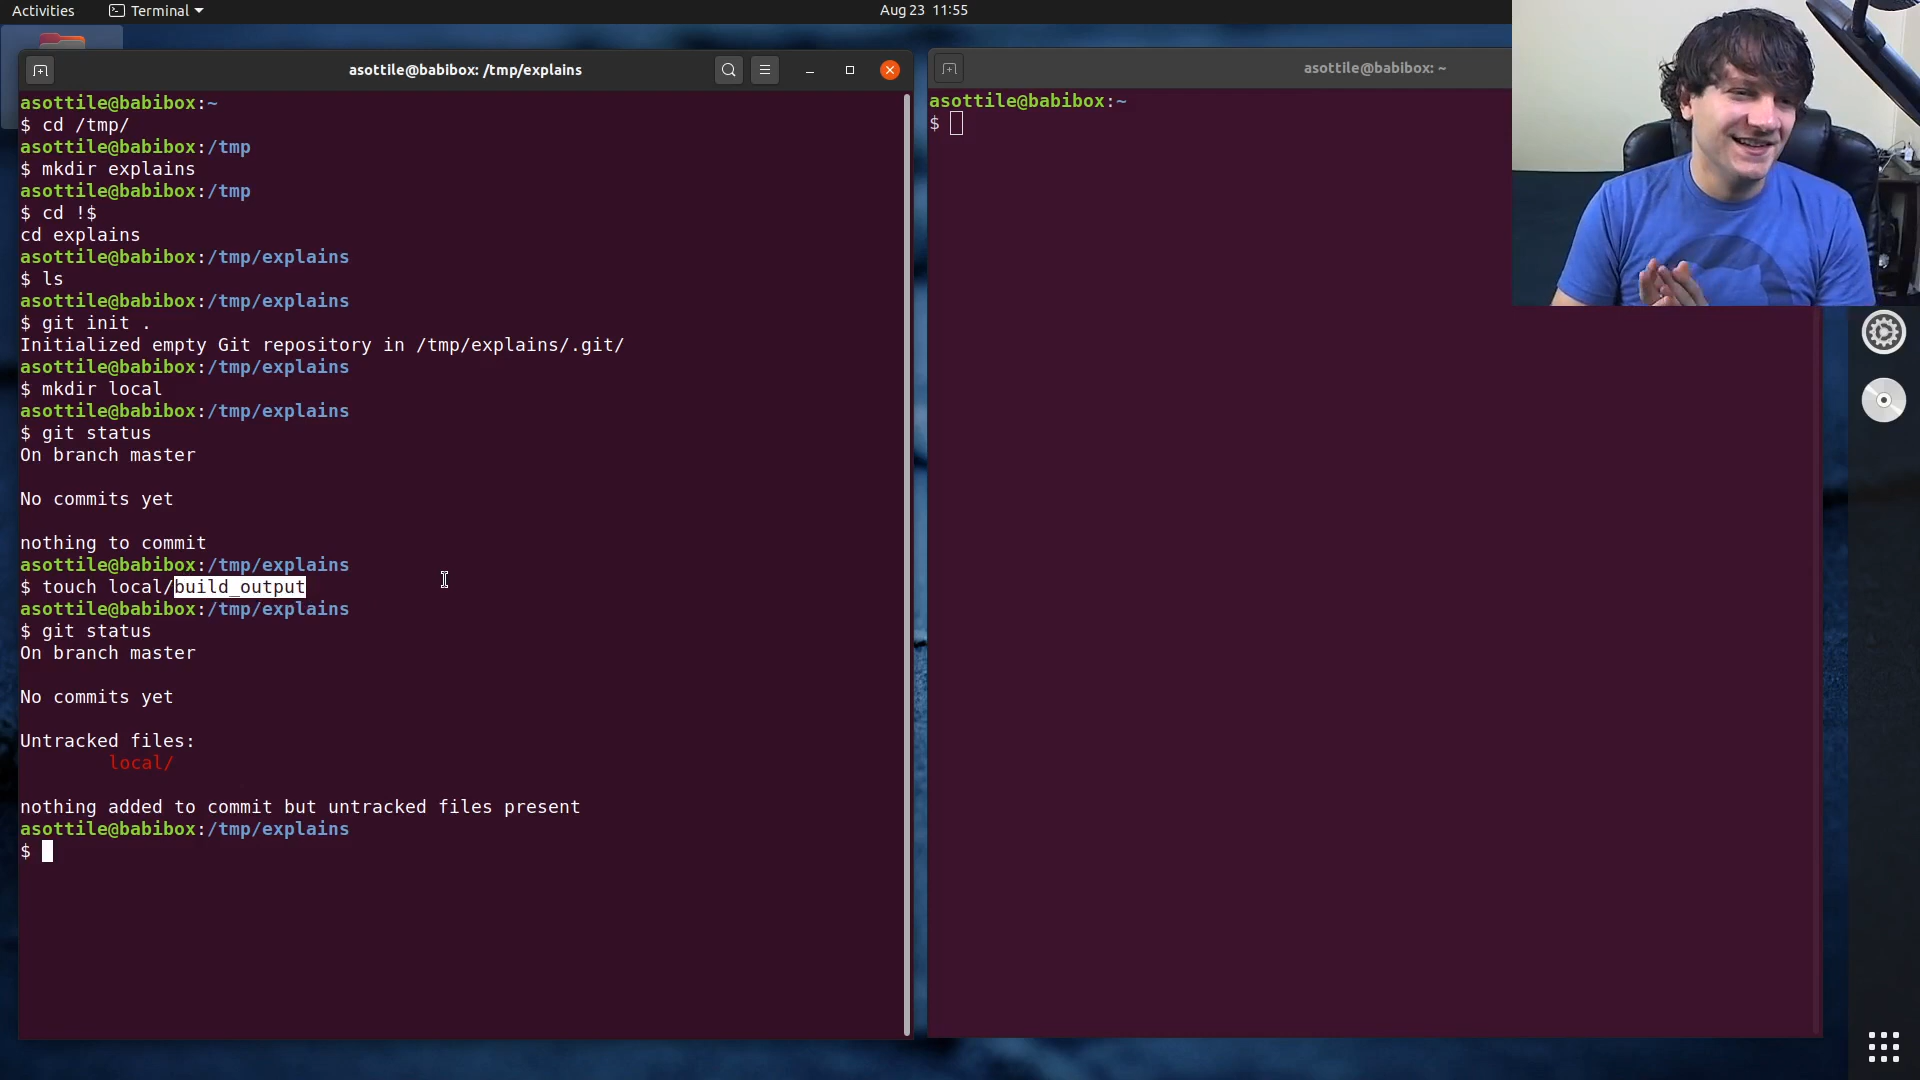 Activities
Terminal
Aug 23 11:55
asottile@babibox: /tmp/explains
asottile@babibox:~
$ cd /tmp/
asottile@babibox:/tmp
$ mkdir explains
asottile@babibox:/tmp
$ cd !$
cd explains
asottile@babibox:/tmp/explains
$ ls
asottile@babibox:/tmp/explains
$ git init .
Initialized empty Git repository in /tmp/explains/.git/
asottile@babibox:/tmp/explains
$ mkdir local
asottile@babibox:/tmp/explains
$ git status
On branch master
No commits yet
nothing to commit
asottile@babibox:/tmp/explains
$ touch local/build_output
asottile@babibox:/tmp/explains
$ git status
On branch master
No commits yet
Untracked files:
local/
nothing added to commit but untracked files present
asottile@babibox:/tmp/explains
$
asottile@babibox: ~
asottile@babibox:~
$